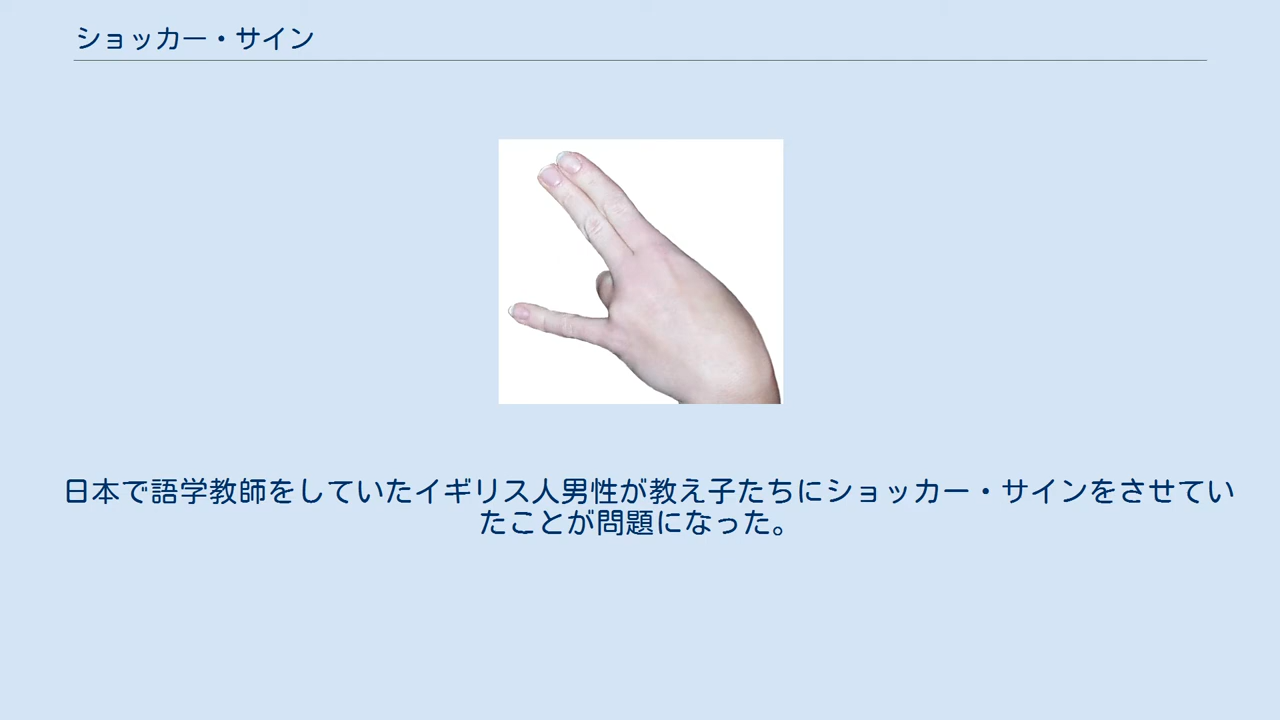 ショッカー・サイン
日本で語学教師をしていたイギリス人男性が教え子たちにショッカー・サインをさせてい
たことが問題になった。